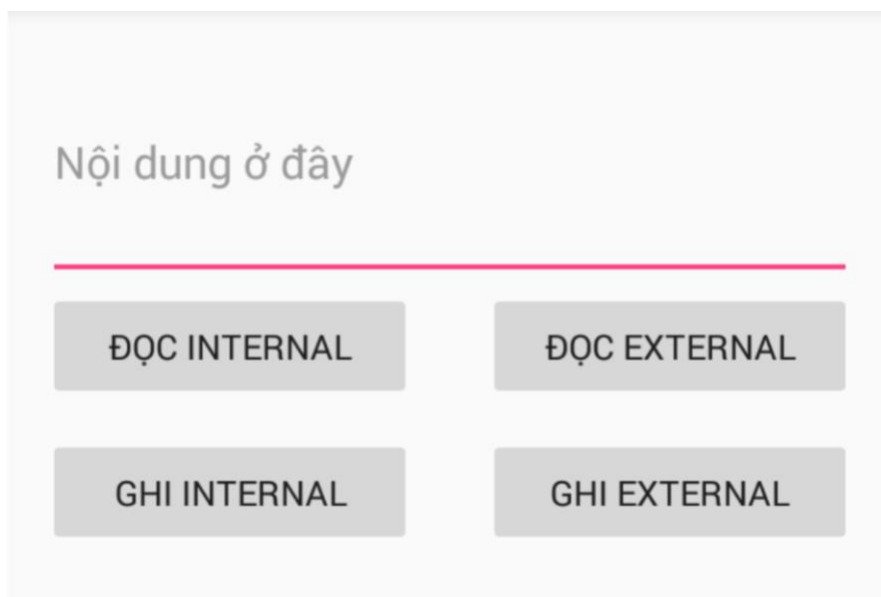 Nội dung ở đây
ĐỌC INTERNAL
ĐỌC EXTERNAL
GHI INTERNAL
GHI EXTERNAL